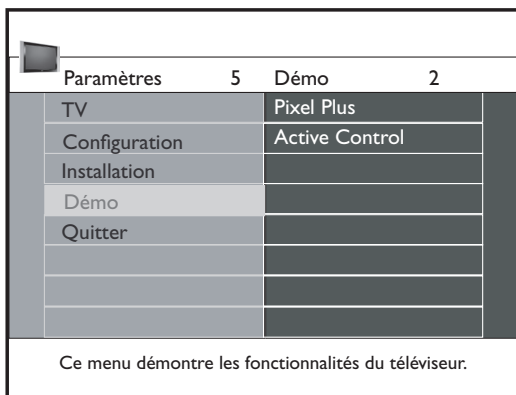 Paramètres 5 Démo 2
TV Pixel Plus
Configuration Active Control
Installation
Démo
Quitter
Ce menu démontre les fonctionnalités du téléviseur.